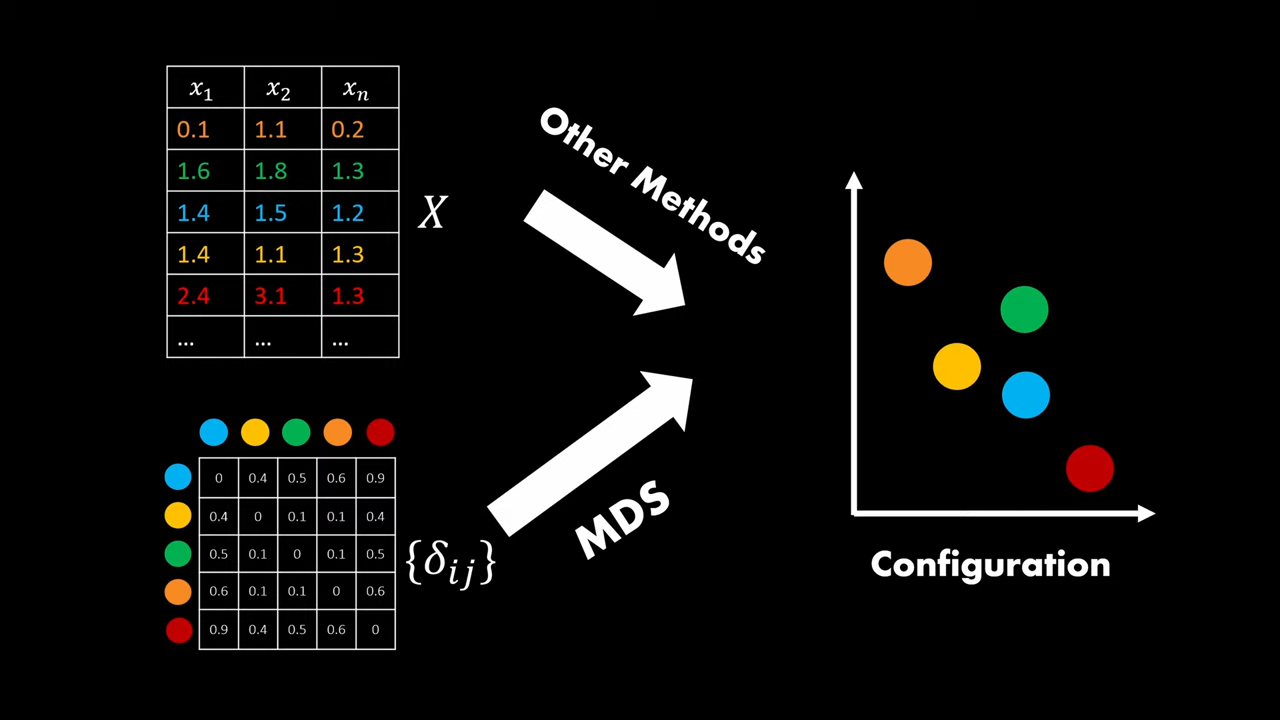 x₁ x₂ xₙ
0.1 1.1 0.2
1.6 1.8 1.3
1.4 1.5 1.2
1.4 1.1 1.3
2.4 3.1 1.3
... ... ...
X
Other Methods
0 0.4 0.5 0.6 0.9
0.4 0 0.1 0.1 0.4
0.5 0.1 0 0.1 0.5
0.6 0.1 0.1 0 0.6
0.9 0.4 0.5 0.6 0
{δᵢⱼ}
MDS
Configuration